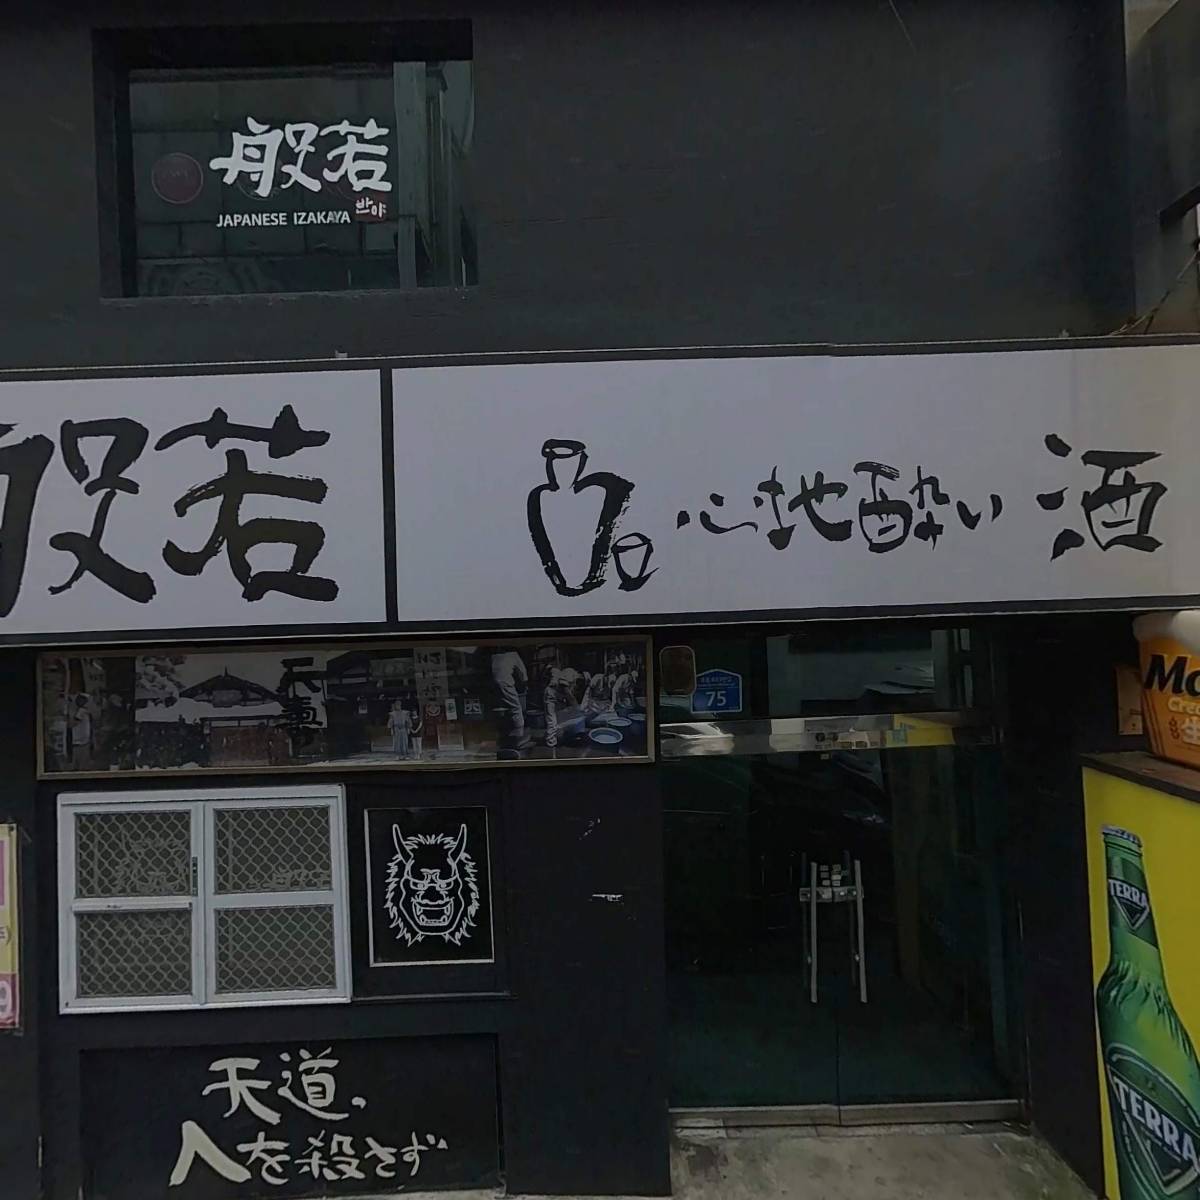 般若
JAPANESE IZAKAYA 반야
般若
心地酔い 酒
75
TERRA
TERRA
天道、
人を殺さず